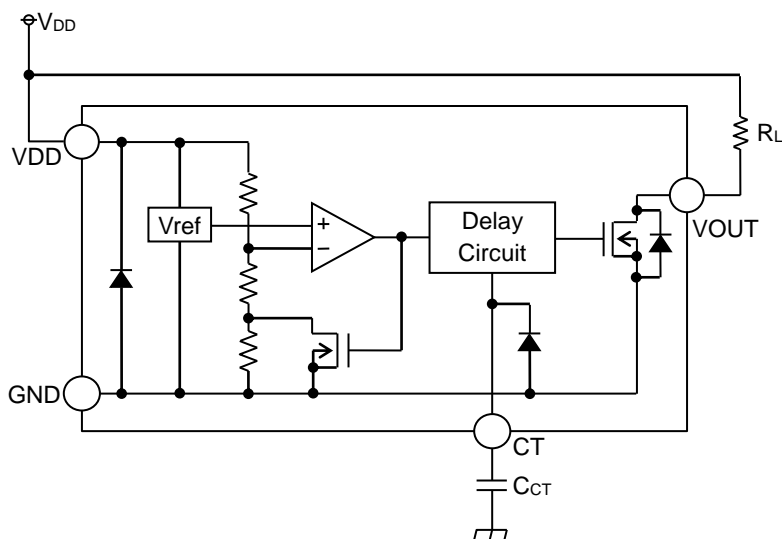 VDD
RL
VDD
VOUT
Vref
+
−
Delay
Circuit
GND
CT
CCT